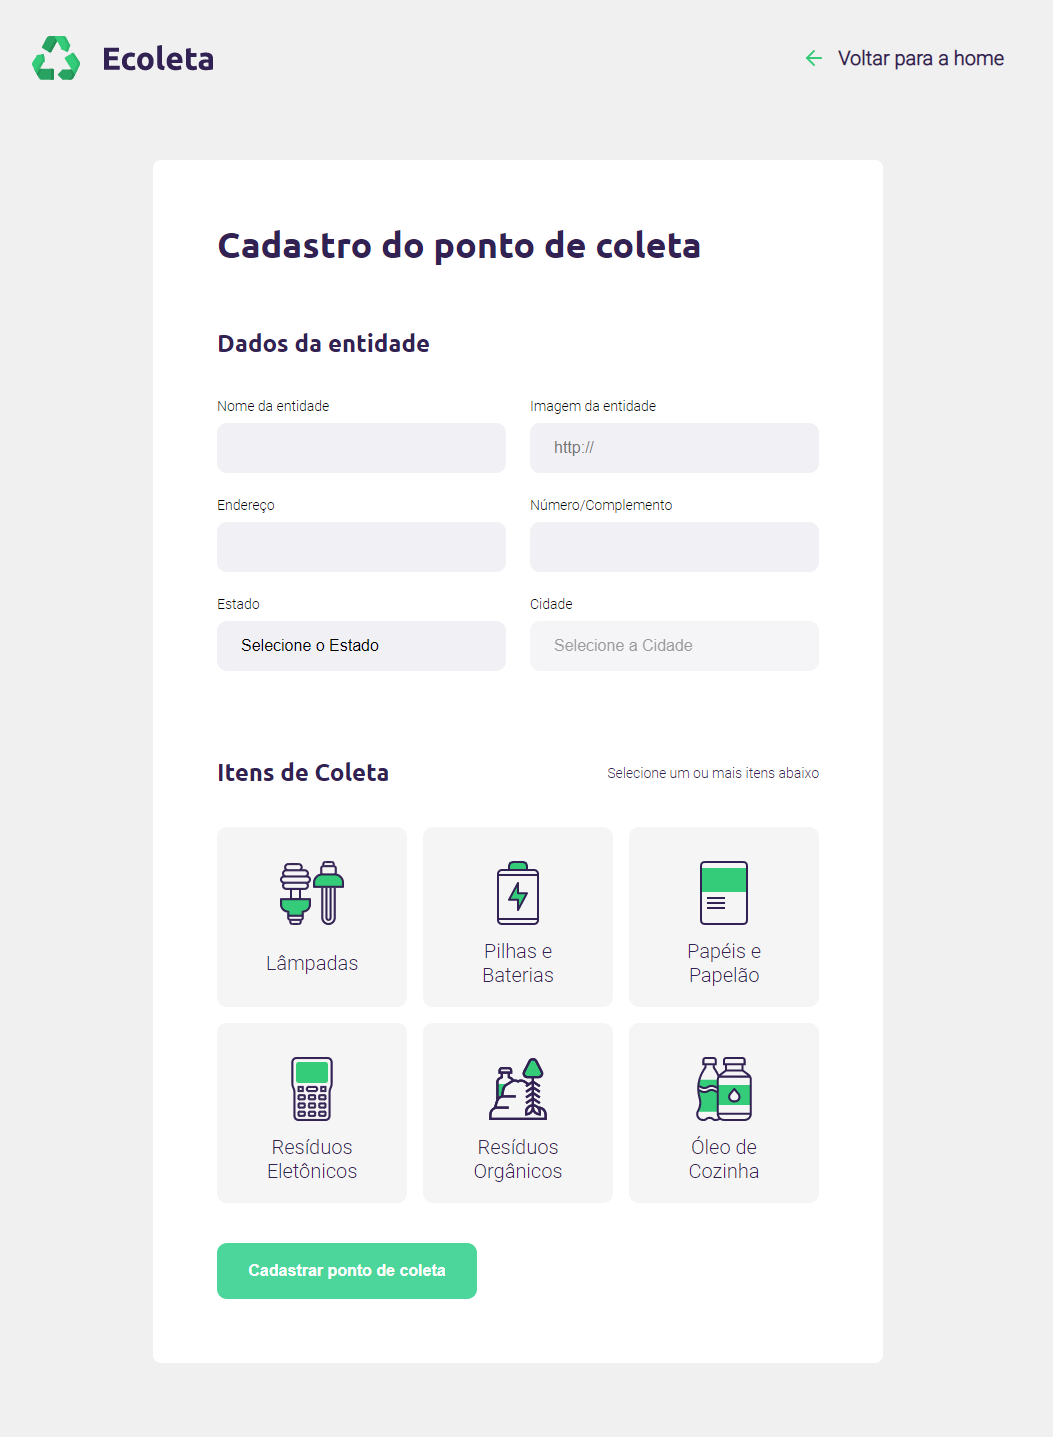 Ecoleta
Voltar para a home
Cadastro do ponto de coleta
Dados da entidade
Nome da entidade
Imagem da entidade
http://
Endereço
Número/Complemento
Estado
Cidade
Selecione o Estado
Selecione a Cidade
Itens de Coleta
Selecione um ou mais itens abaixo
Lâmpadas
Pilhas e
Baterias
Papéis e
Papelão
Resíduos
Eletônicos
Resíduos
Orgânicos
Óleo de
Cozinha
Cadastrar ponto de coleta